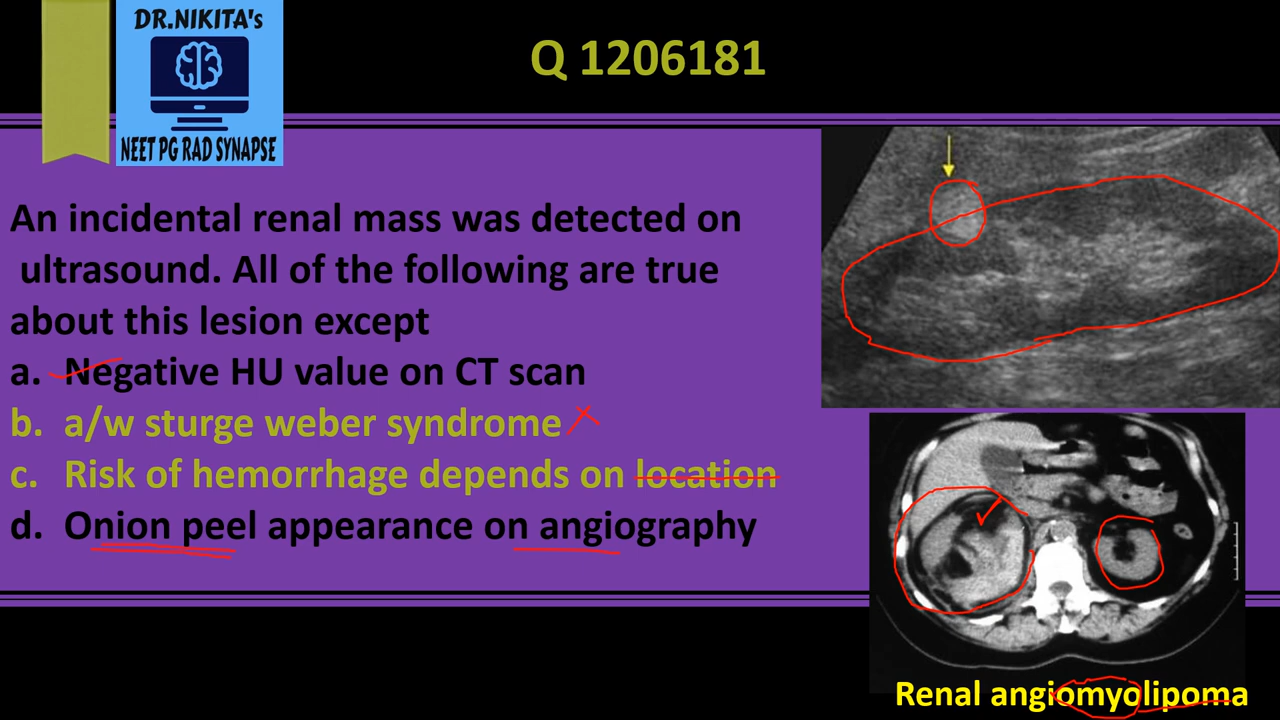 DR.NIKITA's
NEET PG RAD SYNAPSE
Q 1206181
An incidental renal mass was detected on
ultrasound. All of the following are true
about this lesion except
a. Negative HU value on CT scan
b. a/w sturge weber syndrome
c. Risk of hemorrhage depends on location
d. Onion peel appearance on angiography
Renal angiomyolipoma